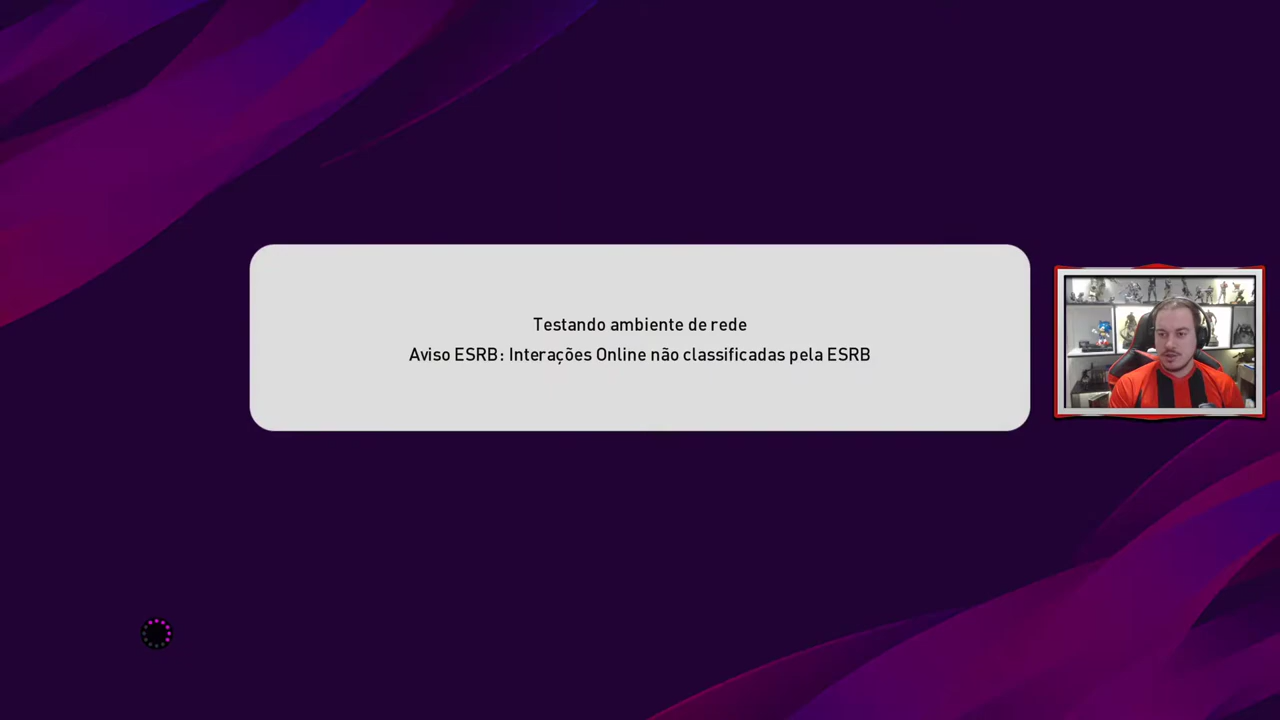 Testando ambiente de rede
Aviso ESRB: Interações Online não classificadas pela ESRB